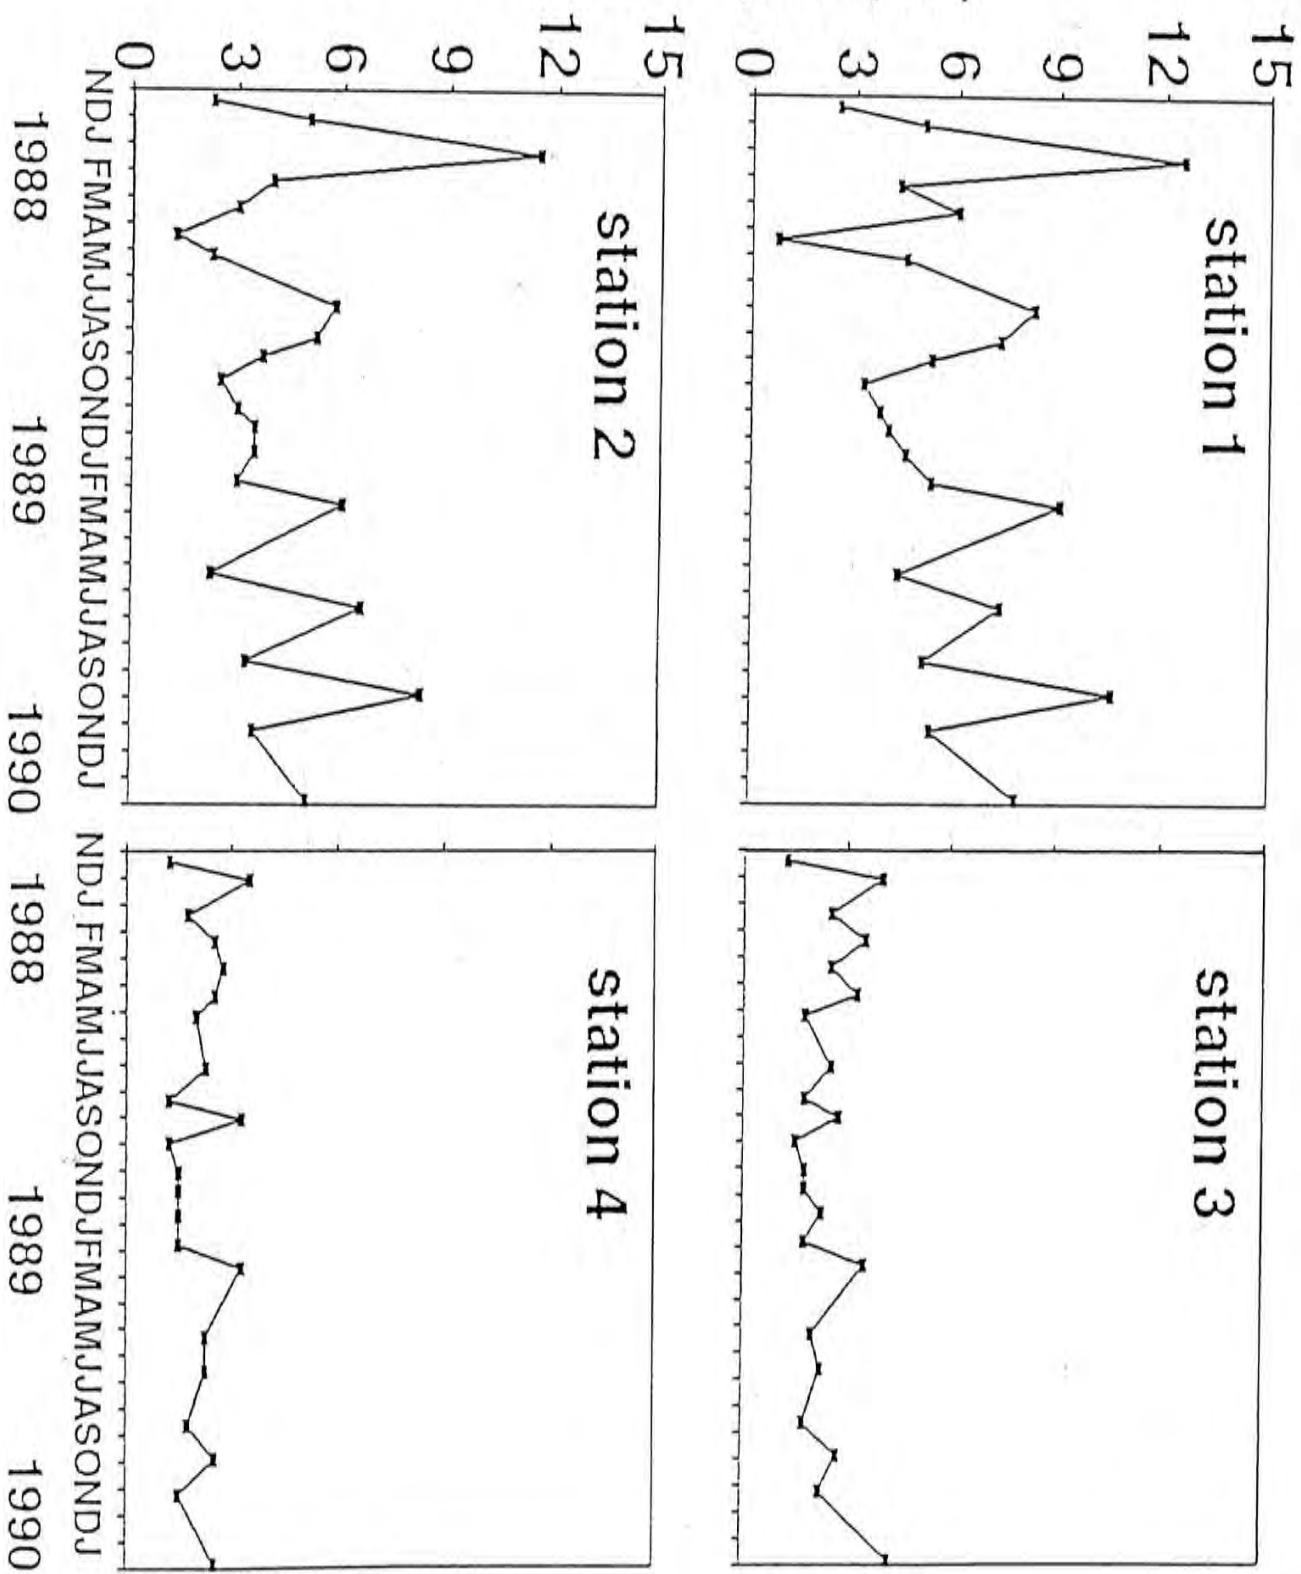 15
station 1
station 3
12
9
6
3
0
15
station 2
station 4
12
9
6
3
0
NDJ FMAMJJASONDJFMAMJJASONDJ NDJ FMAMJJASONDJFMAMJJASONDJ
1988 1989 1990 1988 1989 1990